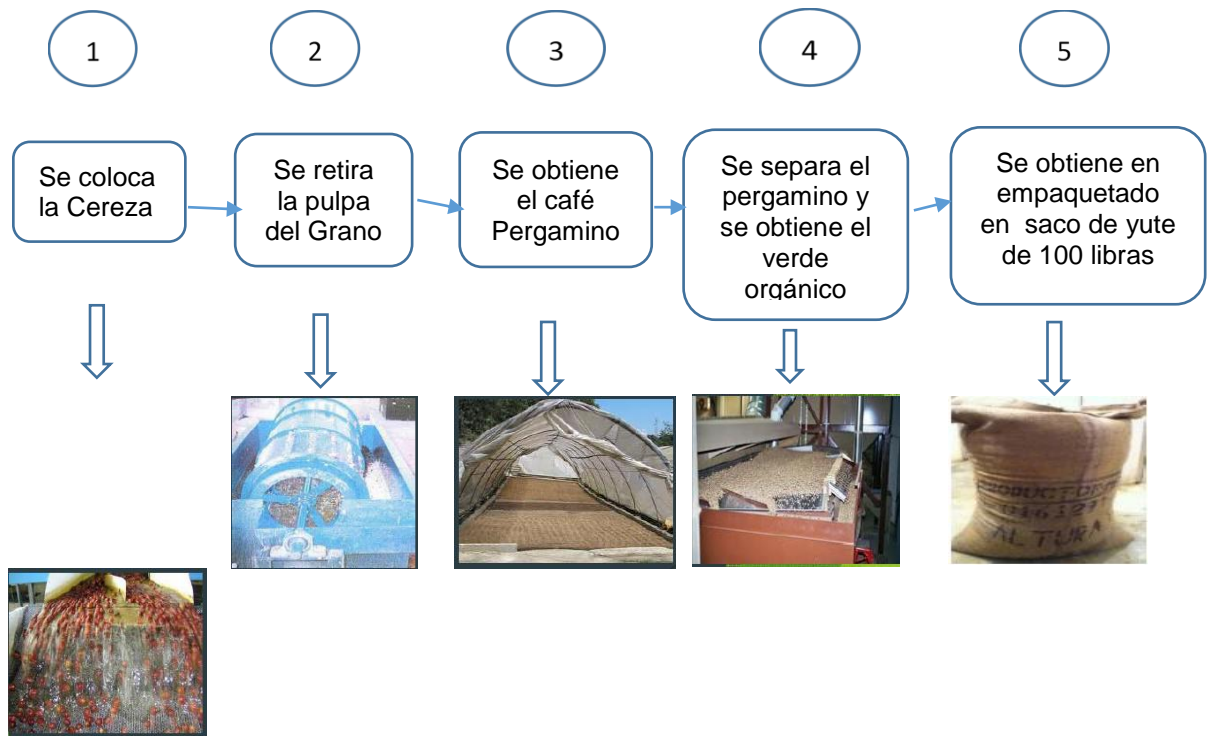 1
2
3
4
5
Se coloca
la Cereza
Se retira
la pulpa
del Grano
Se obtiene
el café
Pergamino
Se separa el
pergamino y
se obtiene el
verde
orgánico
Se obtiene en
empaquetado
en saco de yute
de 100 libras
ALTURA